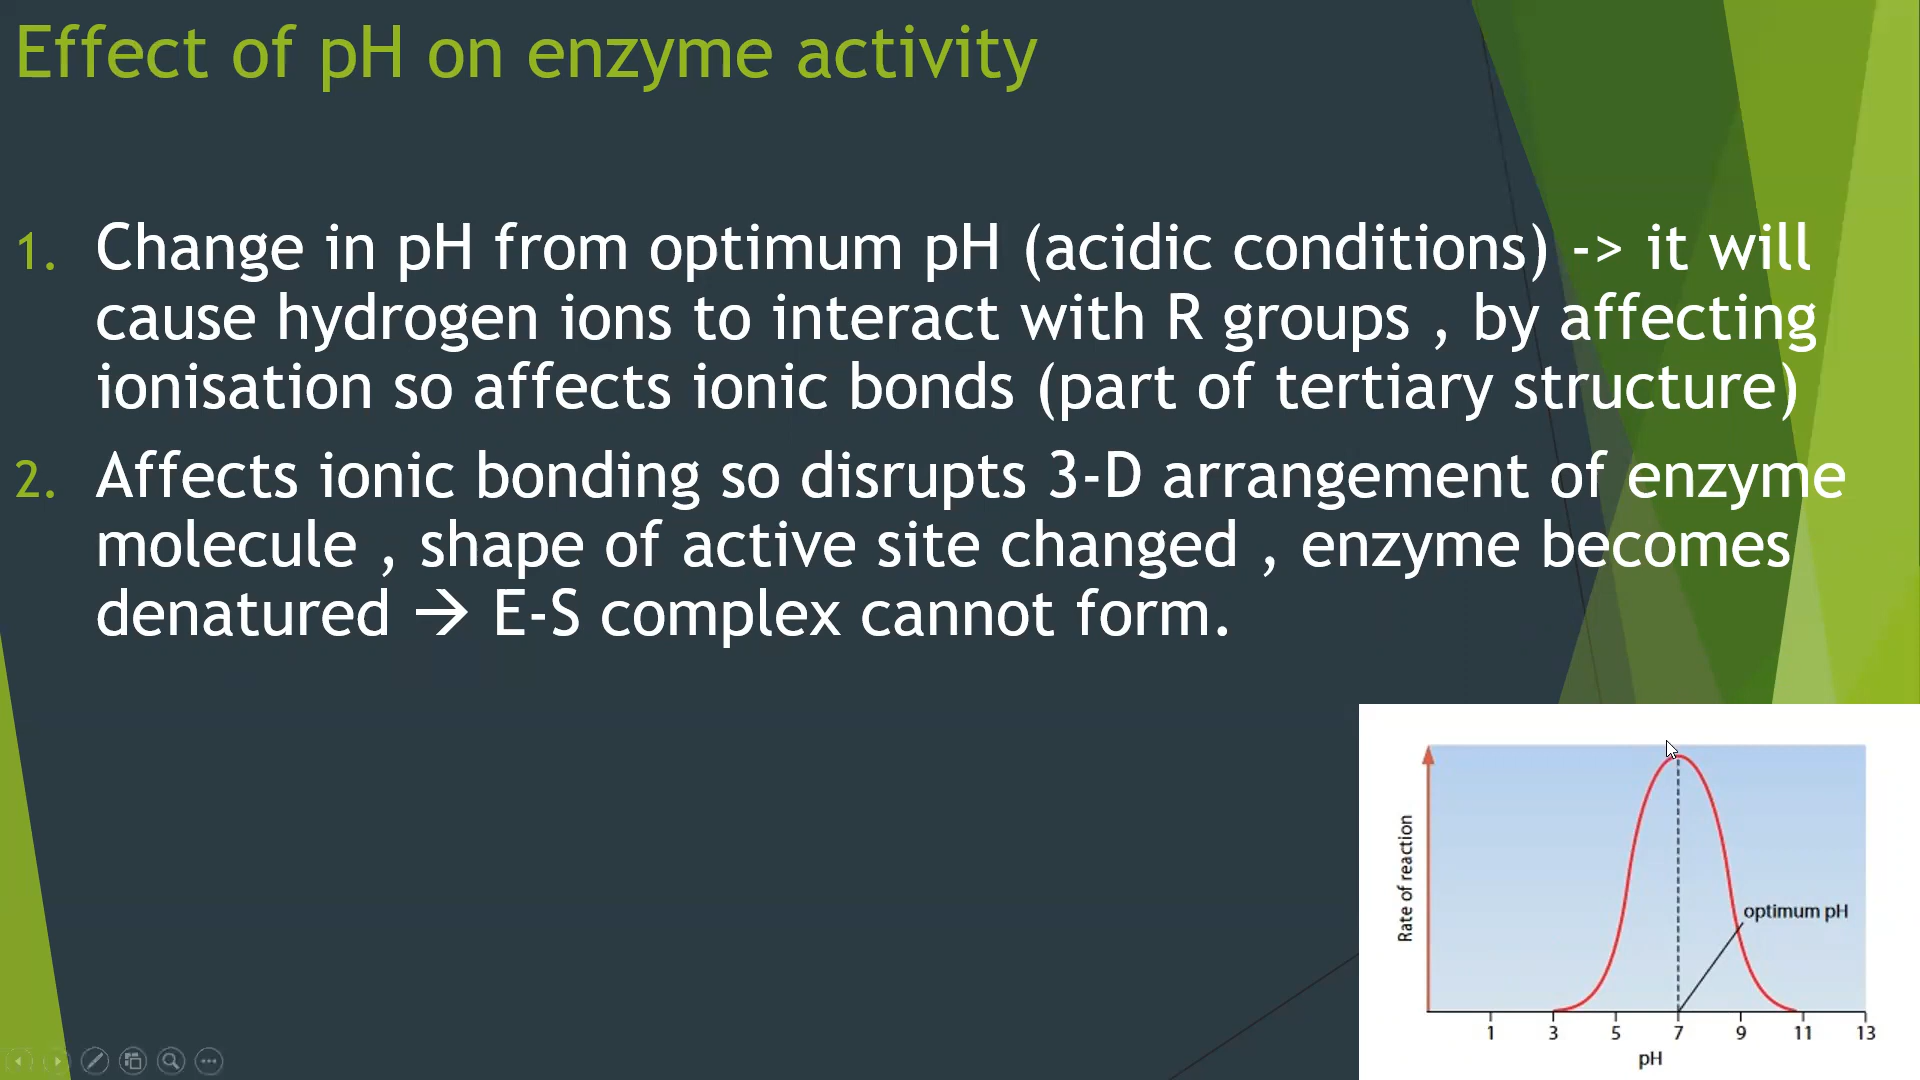 Effect of pH on enzyme activity
1. Change in pH from optimum pH (acidic conditions) -> it will
cause hydrogen ions to interact with R groups , by affecting
ionisation so affects ionic bonds (part of tertiary structure)
2. Affects ionic bonding so disrupts 3-D arrangement of enzyme
molecule , shape of active site changed , enzyme becomes
denatured → E-S complex cannot form.
Rate of reaction
optimum pH
1 3 5 7 9 11 13
pH